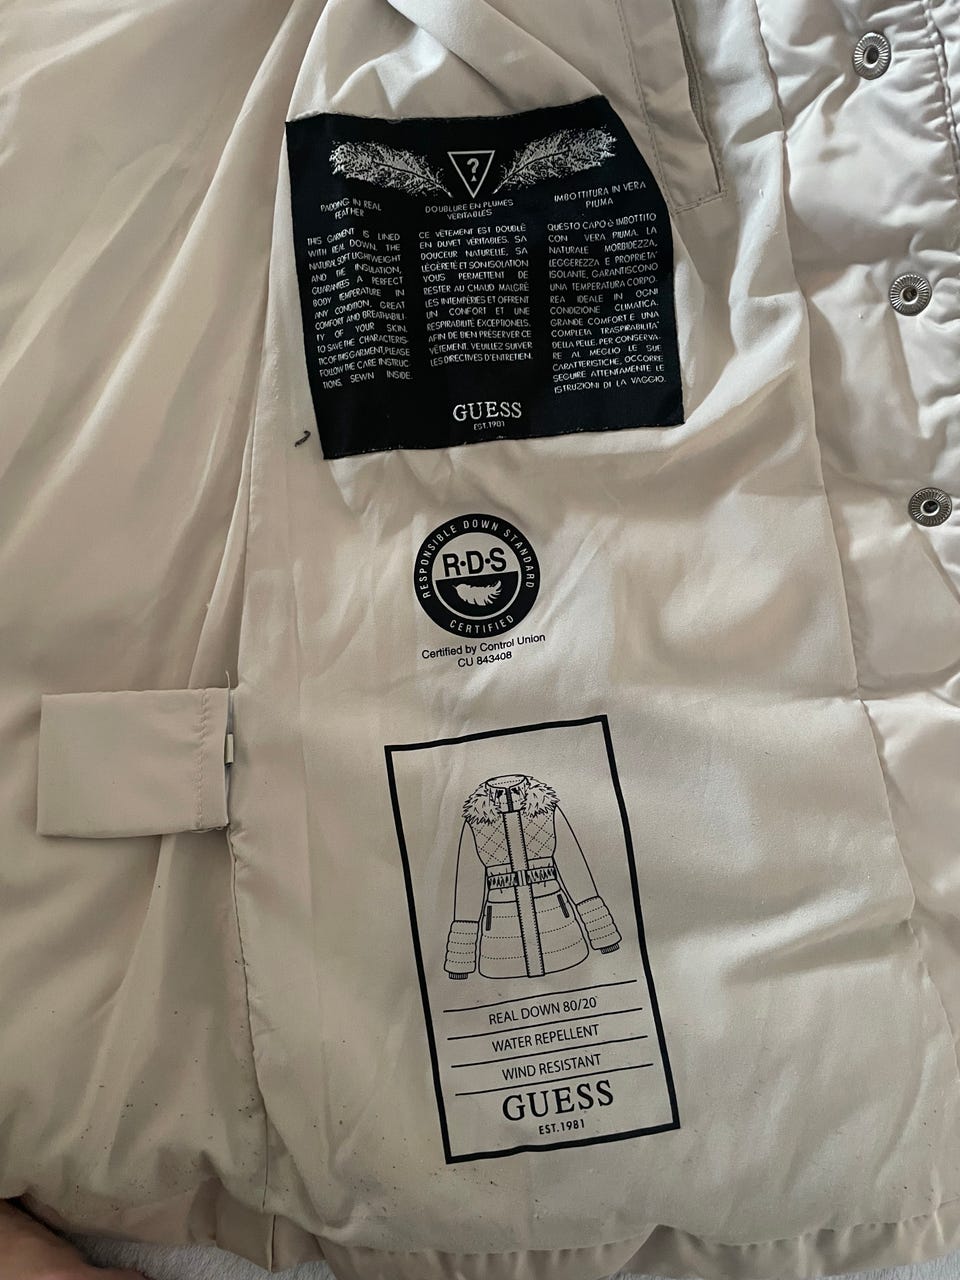 ?
PADDING IN REAL
FEATHER
THIS GARMENT IS LINED
WITH REAL DOWN. THE
NATURAL SOFT LIGHTWEIGHT
AND THE INSULATION,
GUARANTEES A PERFECT
BODY TEMPERATURE IN
ANY CONDITION, GREAT
COMFORT AND BREATHABILI-
TY OF YOUR SKIN.
TO SAVE THE CHARACTERIS-
TIC OF THIS GARMENT, PLEASE
FOLLOW THE CARE INSTRUC-
TIONS, SEWN INSIDE.
DOUBLURE EN PLUMES
VÉRITABLES
CE VÊTEMENT EST DOUBLÉ
EN DUVET VÉRITABLES. SA
DOUCEUR NATURELLE, SA
LÉGÈRETÉ ET SON ISOLATION
VOUS PERMETTENT DE
RESTER AU CHAUD MALGRÉ
LES INTEMPÉRIES ET OFFRENT
UN CONFORT ET UNE
RESPIRABILITÉ EXCEPTIONELS.
AFIN DE BIEN PRÉSERVER CE
VÊTEMENT, VEUILLEZ SUIVER
LES DIRECTIVES D'ENTRETIEN.
IMBOTTITURA IN VERA
PIUMA
QUESTO CAPO è IMBOTTITO
CON VERA PIUMA. LA
NATURALE MORBIDEZZA,
LEGGEREZZA E PROPRIETA'
ISOLANTE, GARANTISCONO
UNA TEMPERATURA CORPO-
REA IDEALE IN OGNI
CONDIZIONE CLIMATICA.
GRANDE COMFORT E UNA
COMPLETA TRASPIRABILITA'
DELLA PELLE. PER CONSERVA-
RE AL MEGLIO LE SUE
CARATTERISTICHE, OCCORRE
SEGUIRE ATTENTAMENTE LE
ISTRUZIONI DI LA VAGGIO.
GUESS
EST.1981
RESPONSIBLE DOWN STANDARD
R·D·S
CERTIFIED
Certified by Control Union
CU 843408
REAL DOWN 80/20
WATER REPELLENT
WIND RESISTANT
GUESS
EST.1981